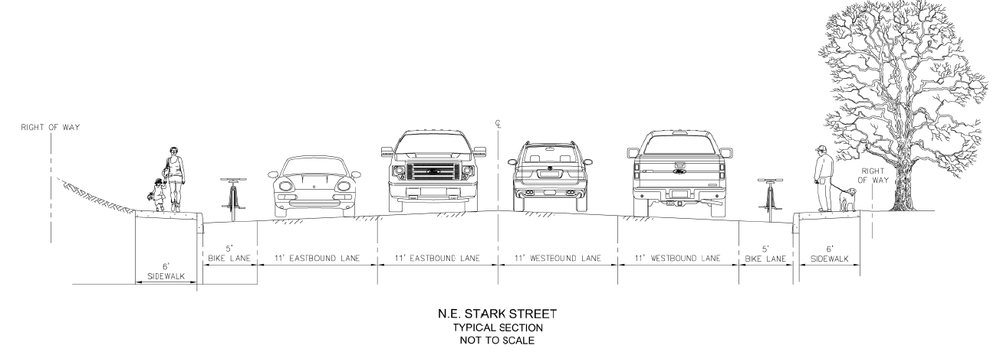 RIGHT OF WAY
℄
RIGHT
OF WAY
Ford
5'
BIKE LANE
11' EASTBOUND LANE
11' EASTBOUND LANE
11' WESTBOUND LANE
11' WESTBOUND LANE
5'
BIKE LANE
6'
SIDEWALK
6'
SIDEWALK
N.E. STARK STREET
TYPICAL SECTION
NOT TO SCALE